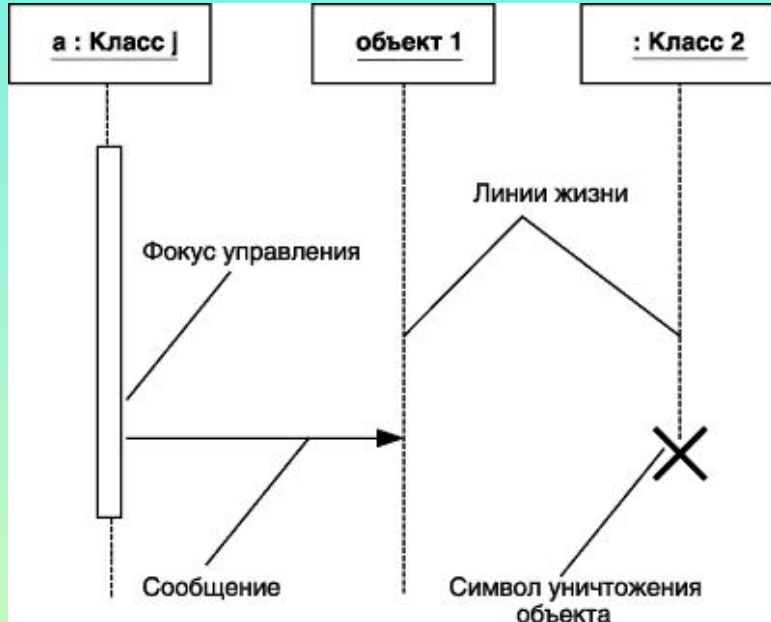 а : Класс j
объект 1
: Класс 2
Линии жизни
Фокус управления
Сообщение
Символ уничтожения
объекта